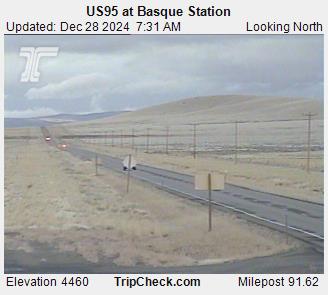 US95 at Basque Station
Updated: Dec 28 2024 7:31 AM Looking North
Elevation 4460 TripCheck.com Milepost 91.62